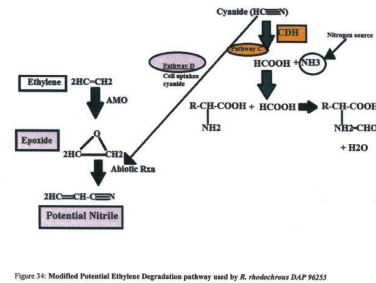 Cyanide (HC≡N)
CDH
Nitrogen source
Pathway C
HCOOH + NH3
Pathway D
Cell uptakes
cyanide
Ethylene 2HC=CH2
AMO
R-CH-COOH + HCOOH R-CH-COOH
NH2 NH2-CHO
+ H2O
Epoxide
O
2HC CH2
Abiotic Rxn
2HC=CH-C≡N
Potential Nitrile
Figure 34: Modified Potential Ethylene Degradation pathway used by R. rhodochrous DAP 96253